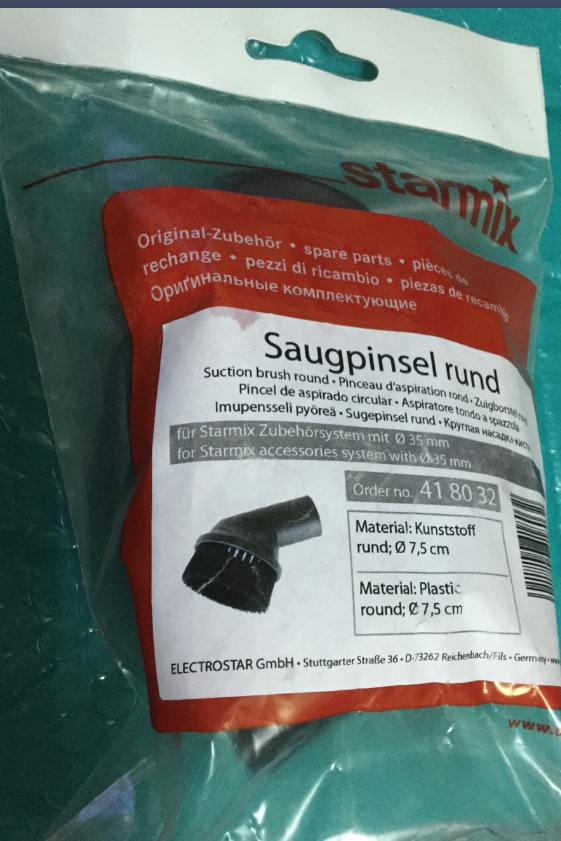 starmix
Original-Zubehör • spare parts • pièces de
rechange • pezzi di ricambio • piezas de recambio
Оригинальные комплектующие
Saugpinsel rund
Suction brush round • Pinceau d'aspiration rond • Zuigborstel rond
Pincel de aspirado circular • Aspiratore tondo a spazzola
Imupensseli pyöreä • Sugepinsel rund • Круглая насадка-кисть
für Starmix Zubehörsystem mit Ø 35 mm
for Starmix accessories system with Ø 35 mm
Order no. 41 80 32
Material: Kunststoff
rund; Ø 7,5 cm
Material: Plastic
round; Ø 7,5 cm
ELECTROSTAR GmbH • Stuttgarter Straße 36 • D-73262 Reichenbach/Fils • Germany •
www.